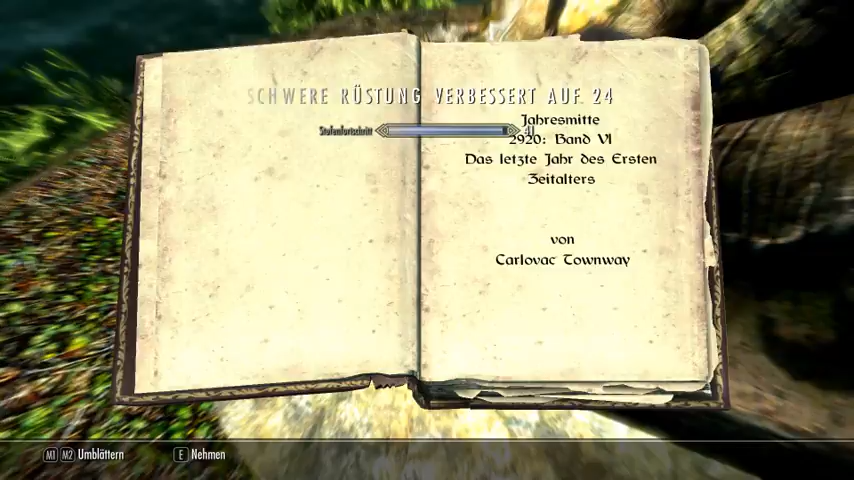 SCHWERE RÜSTUNG VERBESSERT AUF 24
Stufenfortschritt 41
Jahresmitte
2920: Band VI
Das letzte Jahr des Ersten
Zeitalters
von
Carlovac Townway
M1 M2 Umblättern E Nehmen